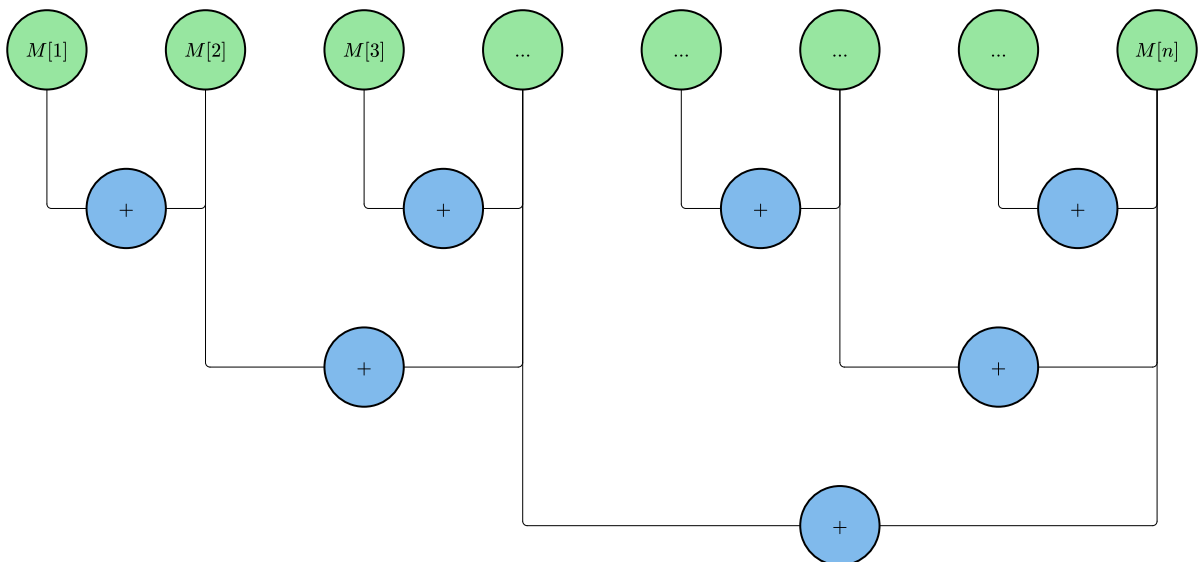 M[1] M[2] M[3] ... ... ... ... M[n]
+ + + +
+ +
+